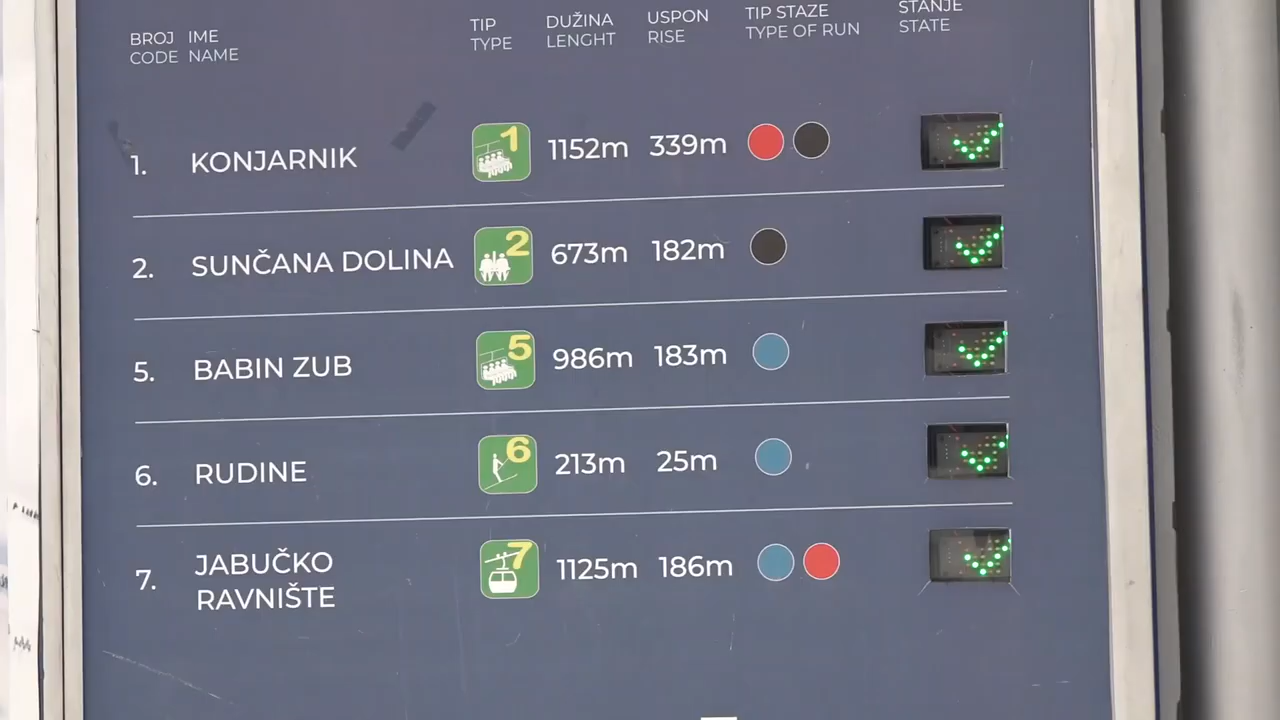 BROJ IME TIP DUŽINA USPON TIP STAZE STANJE
CODE NAME TYPE LENGHT RISE TYPE OF RUN STATE
1. KONJARNIK 1 1152m 339m
2. SUNČANA DOLINA 2 673m 182m
5. BABIN ZUB 5 986m 183m
6. RUDINE 6 213m 25m
7. JABUČKO RAVNIŠTE 7 1125m 186m